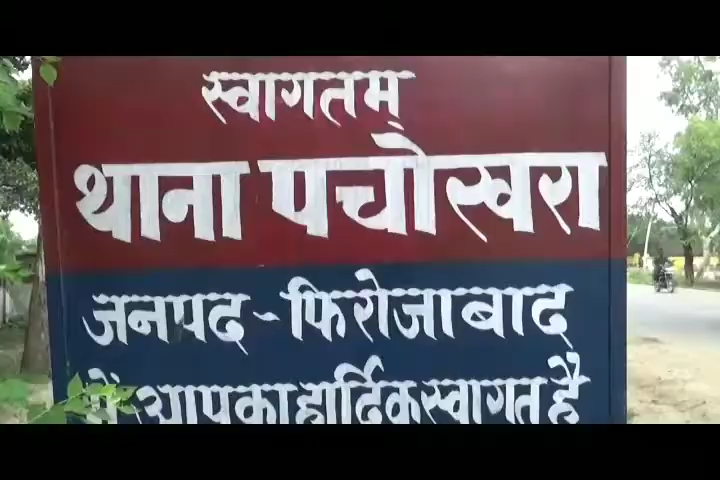 स्वागतम्
थाना पचोखरा
जनपद - फिरोजाबाद
में आपका हार्दिक स्वागत है